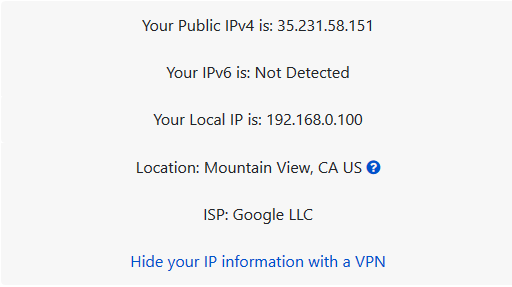 Your Public IPv4 is: 35.231.58.151
Your IPv6 is: Not Detected
Your Local IP is: 192.168.0.100
Location: Mountain View, CA US ?
ISP: Google LLC
Hide your IP information with a VPN